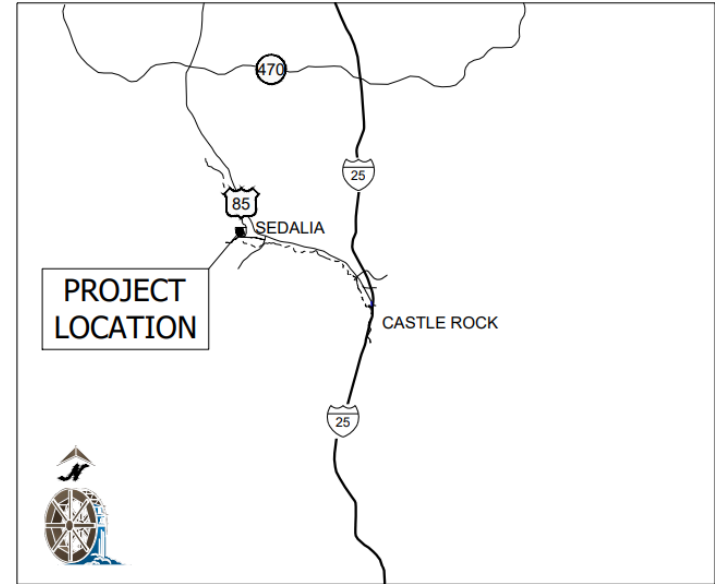 470
25
85
SEDALIA
PROJECT
LOCATION
CASTLE ROCK
25
N